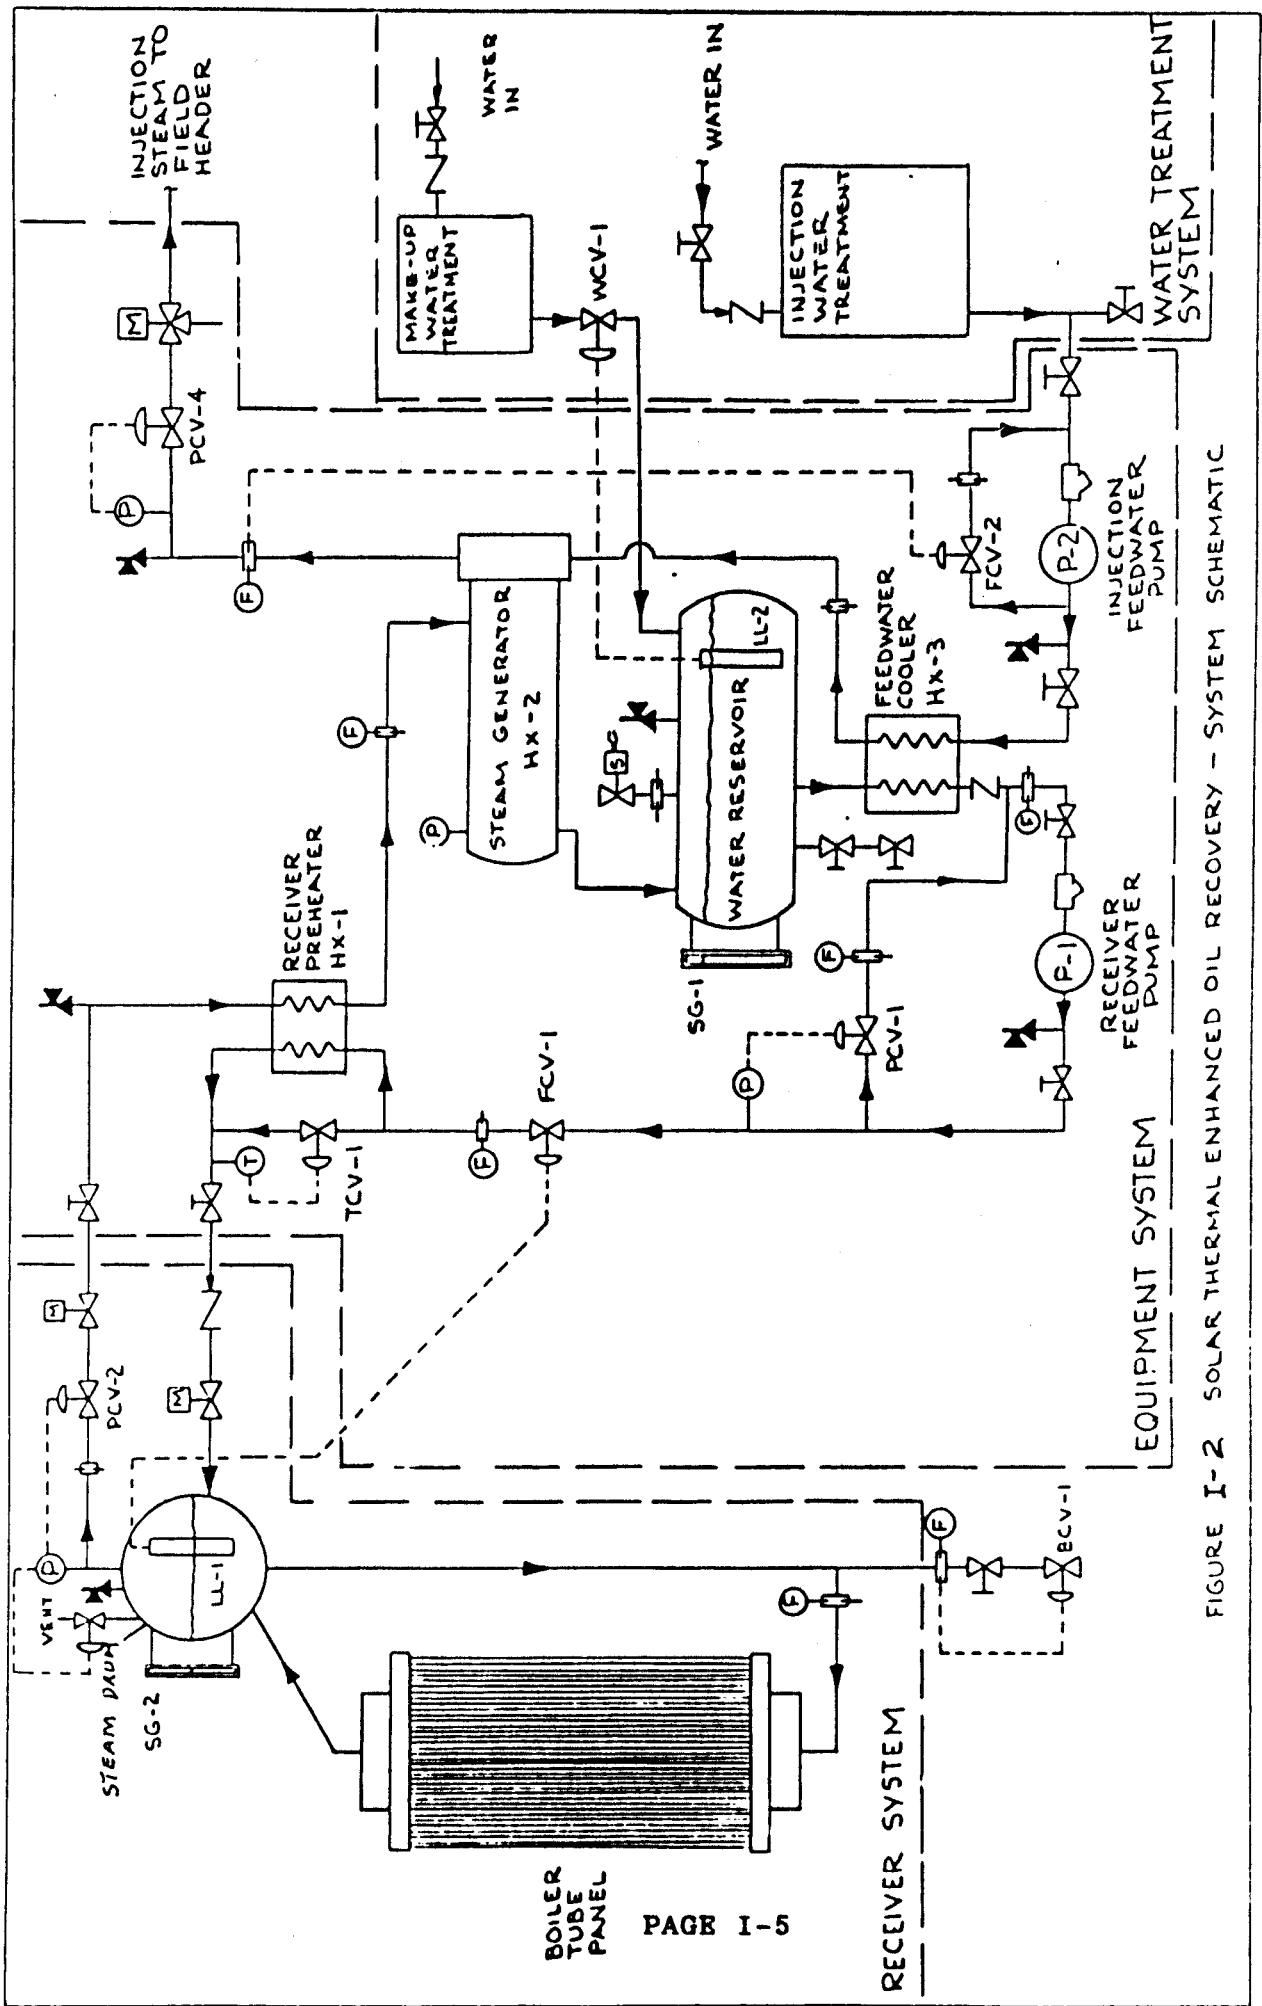 INJECTION
STEAM TO
FIELD
HEADER
WATER
IN
WATER IN
MAKE-UP
WATER
TREATMENT
WCV-1
INJECTION
WATER
TREATMENT
WATER TREATMENT
SYSTEM
M
PCV-4
P
F
STEAM GENERATOR
HX-2
P
F
LL-2
WATER RESERVOIR
S
SG-1
FEEDWATER
COOLER
HX-3
FCV-2
P-2
INJECTION
FEEDWATER
PUMP
F
P-1
RECEIVER
FEEDWATER
PUMP
F
PCV-1
P
RECEIVER
PREHEATER
HX-1
FCV-1
F
TCV-1
T
EQUIPMENT SYSTEM
M
PCV-2
M
P
VENT
LL-1
STEAM DRUM
SG-2
F
F
BCV-1
BOILER
TUBE
PANEL
RECEIVER SYSTEM
PAGE I-5
FIGURE I-2 SOLAR THERMAL ENHANCED OIL RECOVERY - SYSTEM SCHEMATIC